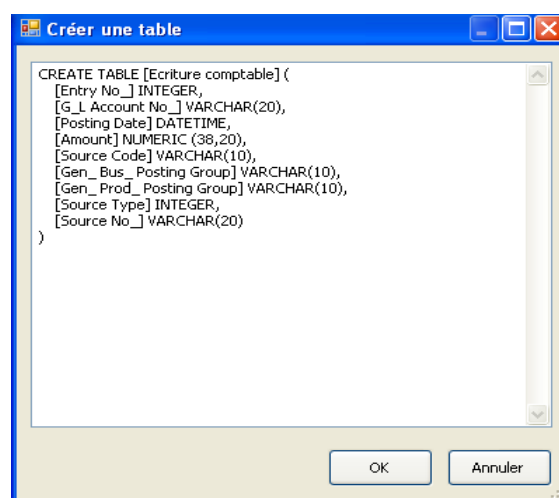 Créer une table
CREATE TABLE [Ecriture comptable] (
[Entry No_] INTEGER,
[G_L Account No_] VARCHAR(20),
[Posting Date] DATETIME,
[Amount] NUMERIC (38,20),
[Source Code] VARCHAR(10),
[Gen_ Bus_ Posting Group] VARCHAR(10),
[Gen_ Prod_ Posting Group] VARCHAR(10),
[Source Type] INTEGER,
[Source No_] VARCHAR(20)
)
OK Annuler